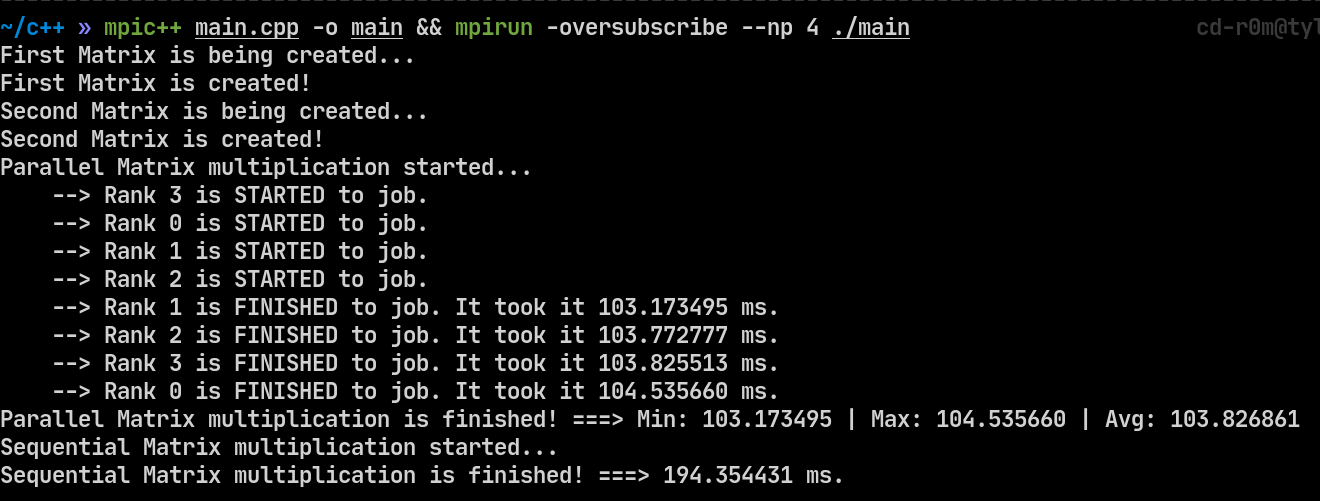 ~/c++ » mpic++ main.cpp -o main && mpirun -oversubscribe --np 4 ./main cd-r0m@tyl
First Matrix is being created...
First Matrix is created!
Second Matrix is being created...
Second Matrix is created!
Parallel Matrix multiplication started...
--> Rank 3 is STARTED to job.
--> Rank 0 is STARTED to job.
--> Rank 1 is STARTED to job.
--> Rank 2 is STARTED to job.
--> Rank 1 is FINISHED to job. It took it 103.173495 ms.
--> Rank 2 is FINISHED to job. It took it 103.772777 ms.
--> Rank 3 is FINISHED to job. It took it 103.825513 ms.
--> Rank 0 is FINISHED to job. It took it 104.535660 ms.
Parallel Matrix multiplication is finished! ===> Min: 103.173495 | Max: 104.535660 | Avg: 103.826861
Sequential Matrix multiplication started...
Sequential Matrix multiplication is finished! ===> 194.354431 ms.